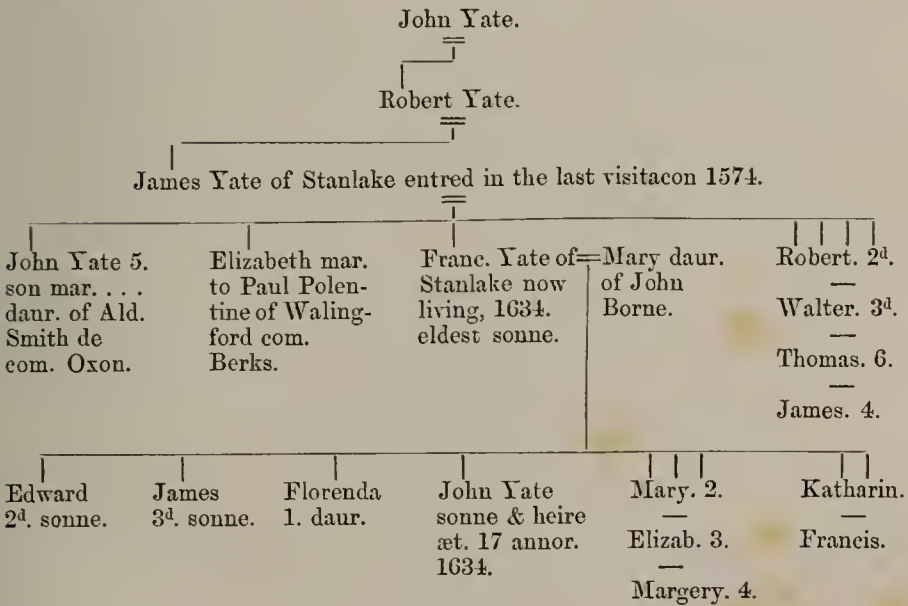 John Yate.
Robert Yate.
James Yate of Stanlake entred in the last visitacon 1574.
John Yate 5.
son mar. . . .
daur. of Ald.
Smith de
com. Oxon.
Elizabeth mar.
to Paul Polen-
tine of Waling-
ford com.
Berks.
Franc. Yate of
Stanlake now
living, 1634.
eldest sonne.
Mary daur.
of John
Borne.
Robert. 2d.
Walter. 3d.
Thomas. 6.
James. 4.
Edward
2d. sonne.
James
3d. sonne.
Florenda
1. daur.
John Yate
sonne & heire
æt. 17 annor.
1634.
Mary. 2.
Elizab. 3.
Margery. 4.
Katharin.
Francis.